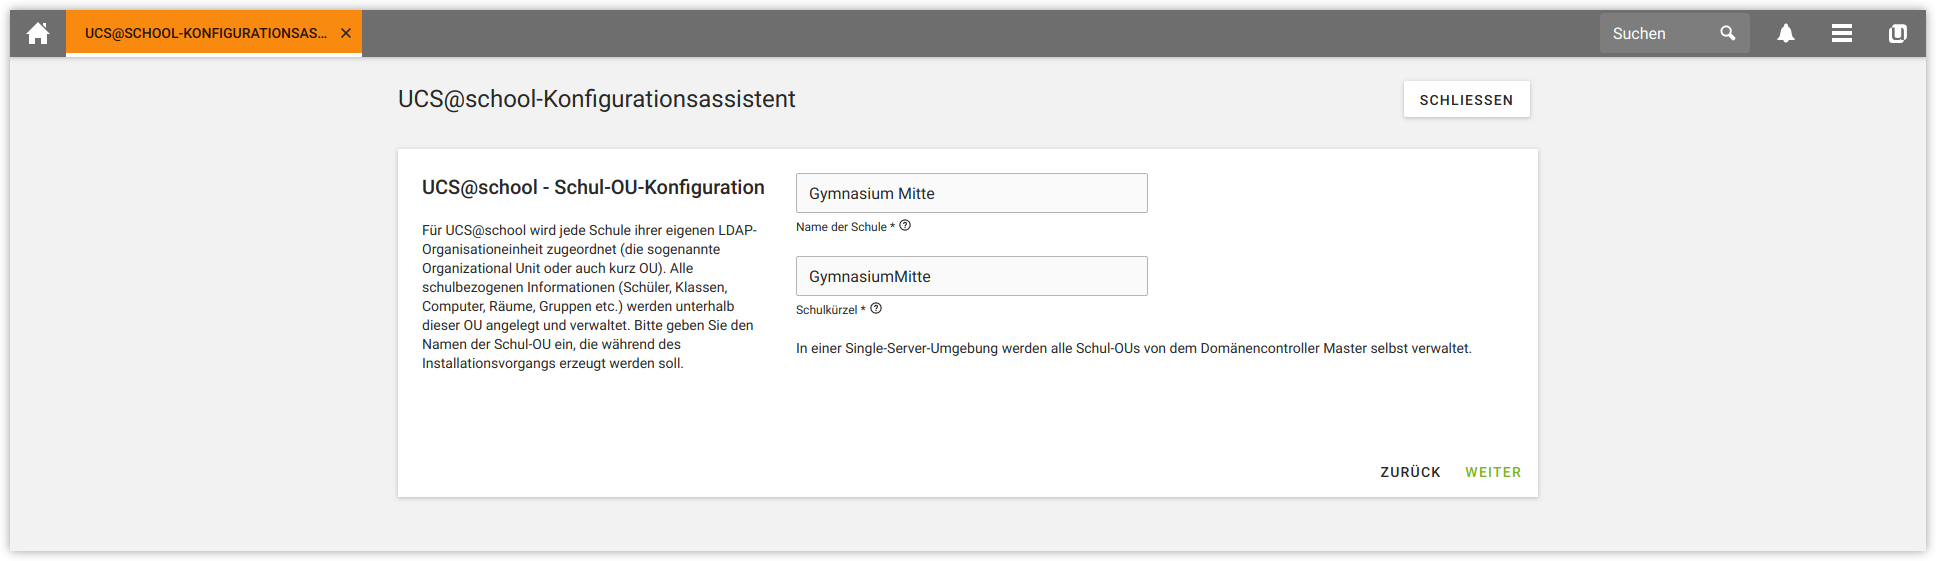 UCS@SCHOOL-KONFIGURATIONSAS...
Suchen
UCS@school-Konfigurationsassistent
SCHLIESSEN
UCS@school - Schul-OU-Konfiguration
Für UCS@school wird jede Schule ihrer eigenen LDAP-
Organisationeinheit zugeordnet (die sogenannte
Organizational Unit oder auch kurz OU). Alle
schulbezogenen Informationen (Schüler, Klassen,
Computer, Räume, Gruppen etc.) werden unterhalb
dieser OU angelegt und verwaltet. Bitte geben Sie den
Namen der Schul-OU ein, die während des
Installationsvorgangs erzeugt werden soll.
Gymnasium Mitte
Name der Schule *
GymnasiumMitte
Schulkürzel *
In einer Single-Server-Umgebung werden alle Schul-OUs von dem Domänencontroller Master selbst verwaltet.
ZURÜCK
WEITER